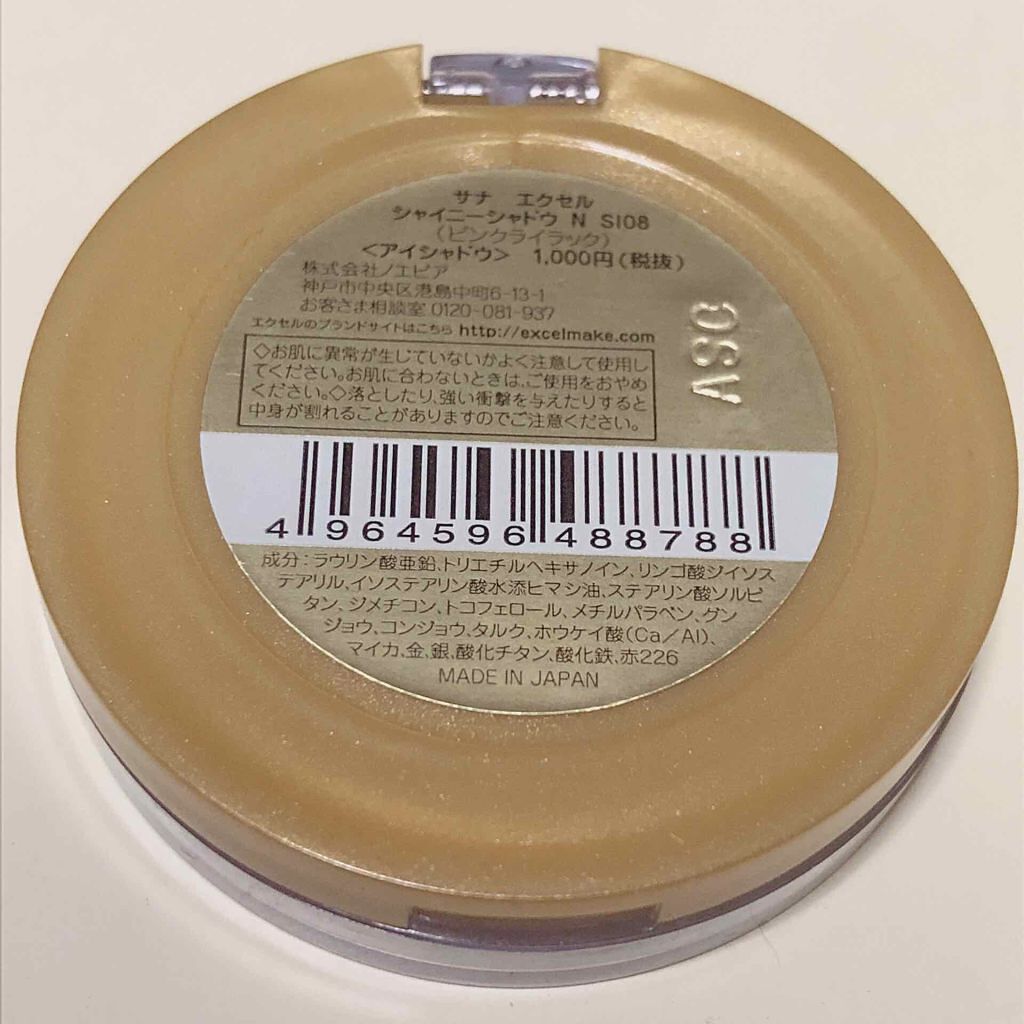 サナ エクセル
シャイニーシャドウ N SI08
(ピンクライラック)
<アイシャドウ> 1,000円(税抜)
株式会社ノエビア
神戸市中央区港島中町6-13-1
お客さま相談室 0120-081-937
エクセルのブランドサイトはこちら http://excelmake.com
◇お肌に異常が生じていないかよく注意して使用し
てください。お肌に合わないときは、ご使用をおやめ
ください。◇落としたり、強い衝撃を与えたりすると
中身が割れることがありますのでご注意ください。
ASC
4 964596 488788
成分:ラウリン酸亜鉛、トリエチルヘキサノイン、リンゴ酸ジイソス
テアリル、イソステアリン酸水添ヒマシ油、ステアリン酸ソルビ
タン、ジメチコン、トコフェロール、メチルパラベン、グン
ジョウ、コンジョウ、タルク、ホウケイ酸(Ca/Al)、
マイカ、金、銀、酸化チタン、酸化鉄、赤226
MADE IN JAPAN